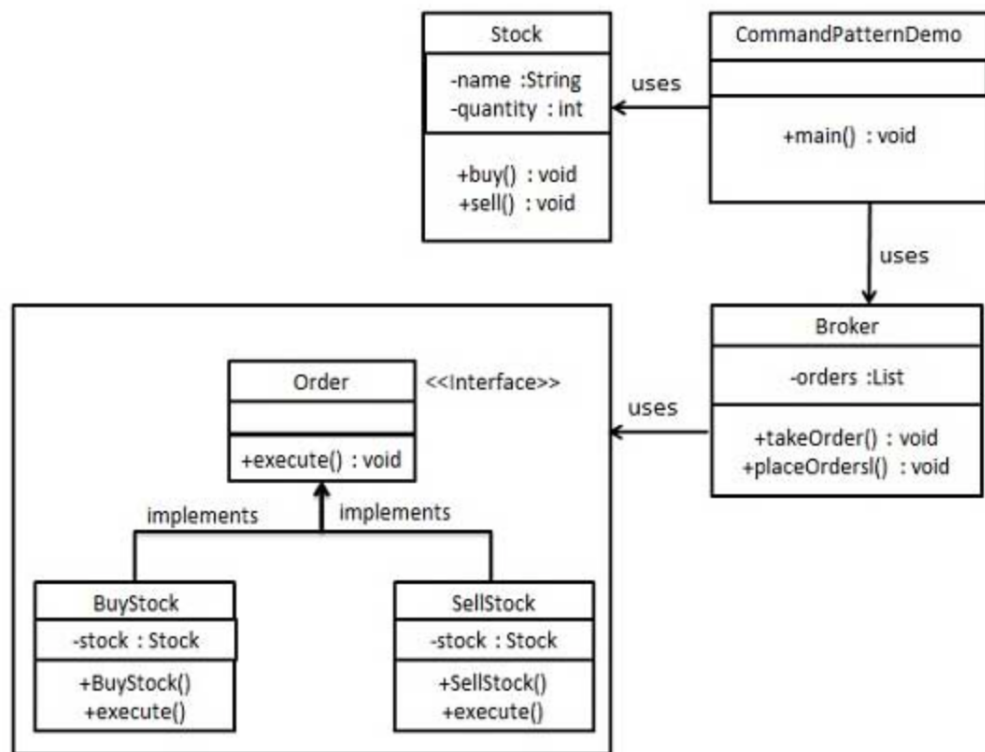 Stock
-name :String
-quantity : int
+buy() : void
+sell() : void
uses
CommandPatternDemo
+main() : void
uses
Broker
-orders :List
+takeOrder() : void
+placeOrdersl() : void
uses
Order
<<Interface>>
+execute() : void
implements
implements
BuyStock
-stock : Stock
+BuyStock()
+execute()
SellStock
-stock : Stock
+SellStock()
+execute()